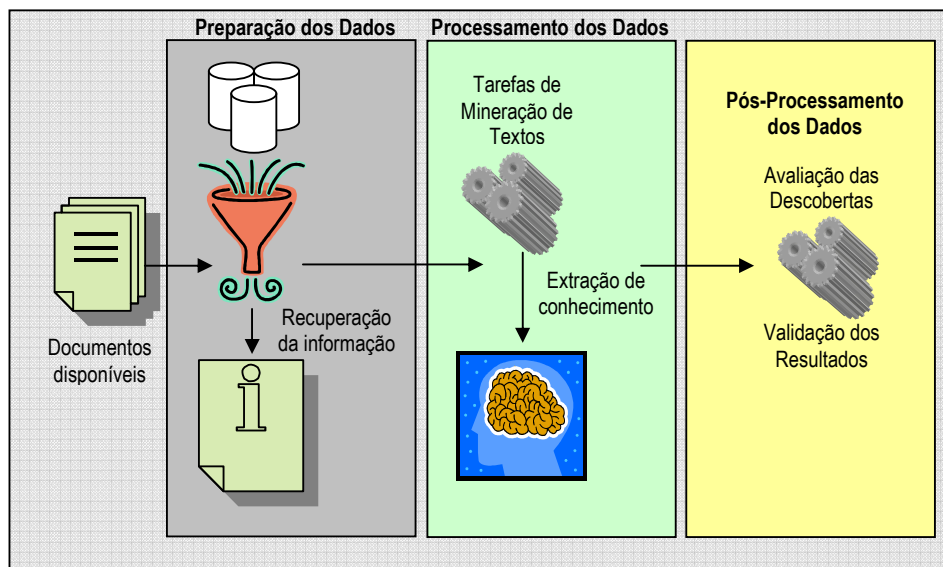 Preparação dos Dados
Processamento dos Dados
Documentos
disponíveis
Recuperação
da informação
Tarefas de
Mineração de
Textos
Extração de
conhecimento
Pós-Processamento
dos Dados
Avaliação das
Descobertas
Validação dos
Resultados